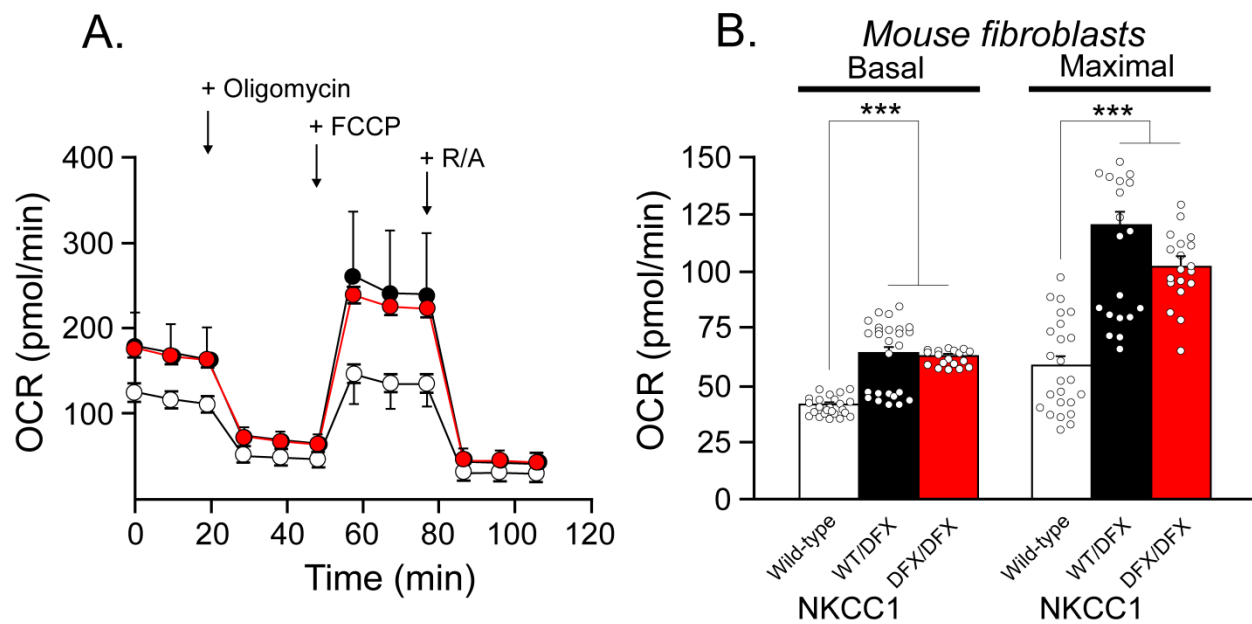 A.
+ Oligomycin
+ FCCP
+ R/A
400
300
200
100
OCR (pmol/min)
0 20 40 60 80 100 120
Time (min)
B.
Mouse fibroblasts
Basal Maximal
*** ***
150
125
100
75
50
25
0
OCR (pmol/min)
Wild-type WT/DFX DFX/DFX Wild-type WT/DFX DFX/DFX
NKCC1 NKCC1